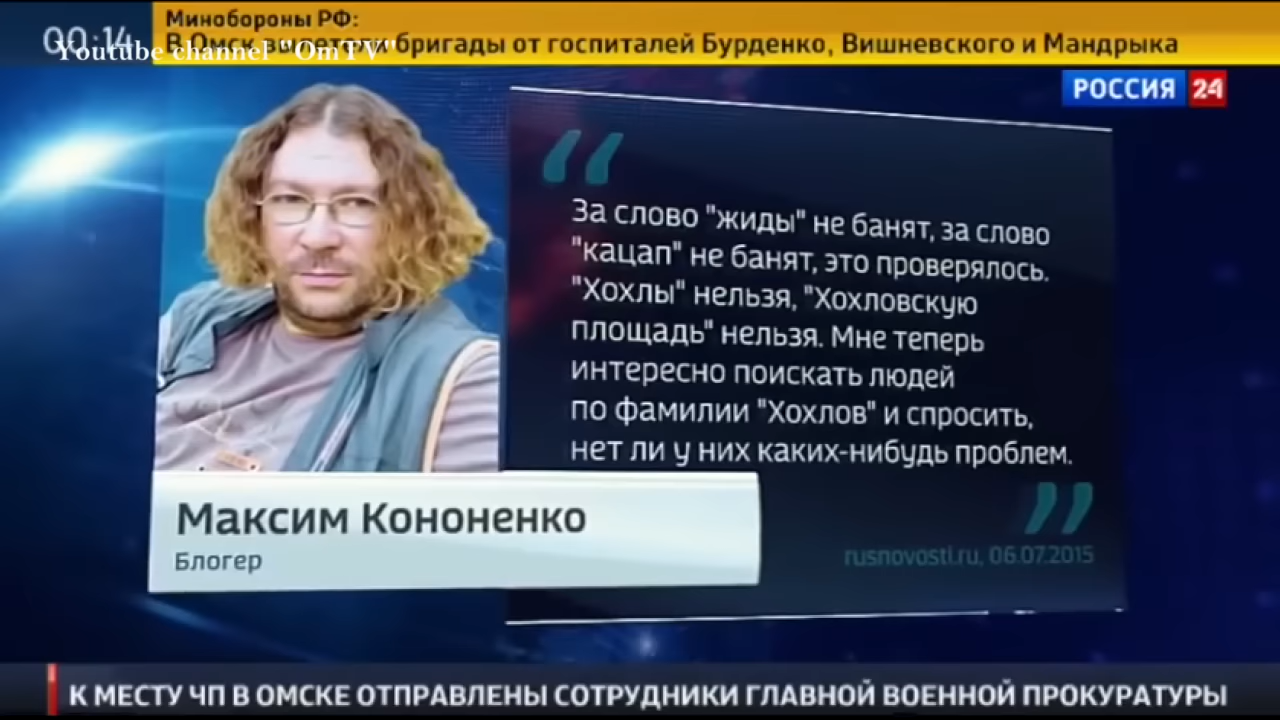 Минобороны РФ:
00:14
Youtube channel "OmTV"
В Омск бригады от госпиталей Бурденко, Вишневского и Мандрыка
РОССИЯ 24
За слово "жиды" не банят, за слово
"кацап" не банят, это проверялось.
"Хохлы" нельзя, "Хохловскую
площадь" нельзя. Мне теперь
интересно поискать людей
по фамилии "Хохлов" и спросить,
нет ли у них каких-нибудь проблем.
Максим Кононенко
Блогер
rusnovosti.ru, 06.07.2015
К МЕСТУ ЧП В ОМСКЕ ОТПРАВЛЕНЫ СОТРУДНИКИ ГЛАВНОЙ ВОЕННОЙ ПРОКУРАТУРЫ